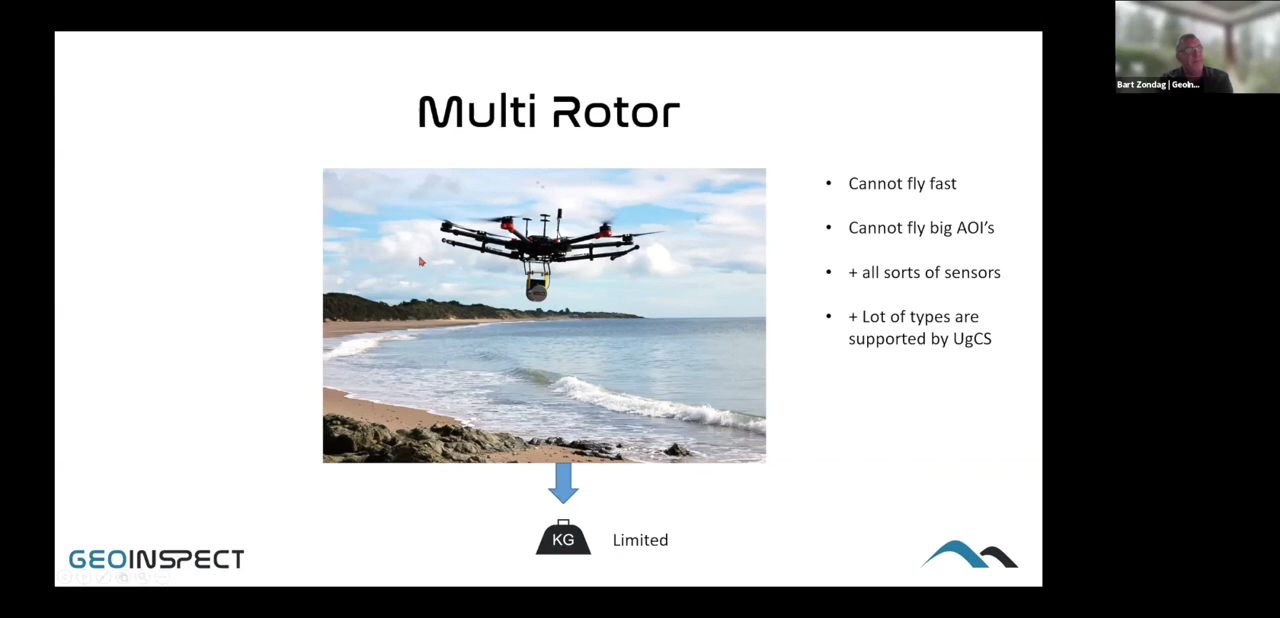 Multi Rotor
• Cannot fly fast
• Cannot fly big AOI’s
• + all sorts of sensors
• + Lot of types are
supported by UgCS
KG
Limited
GEOINSPECT
Bart Zondag | GeoIn...